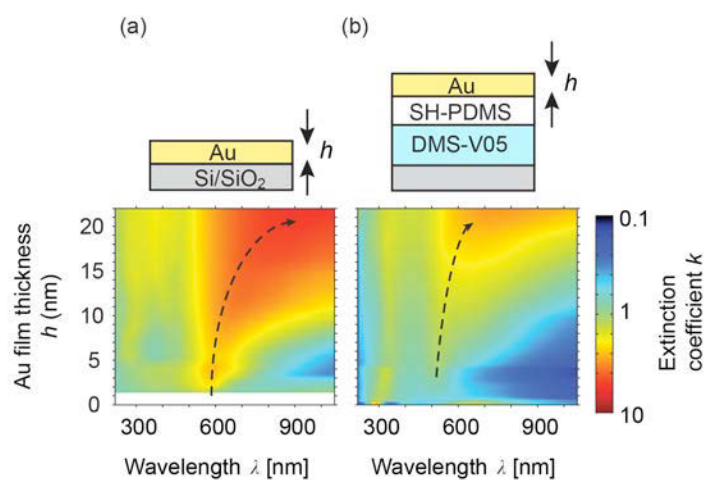 (a)
(b)
Au
h
SH-PDMS
DMS-V05
Au
h
Si/SiO2
Au film thickness
h (nm)
20
15
10
5
0
300
600
900
Wavelength λ [nm]
300
600
900
Wavelength λ [nm]
0.1
1
10
Extinction
coefficient k